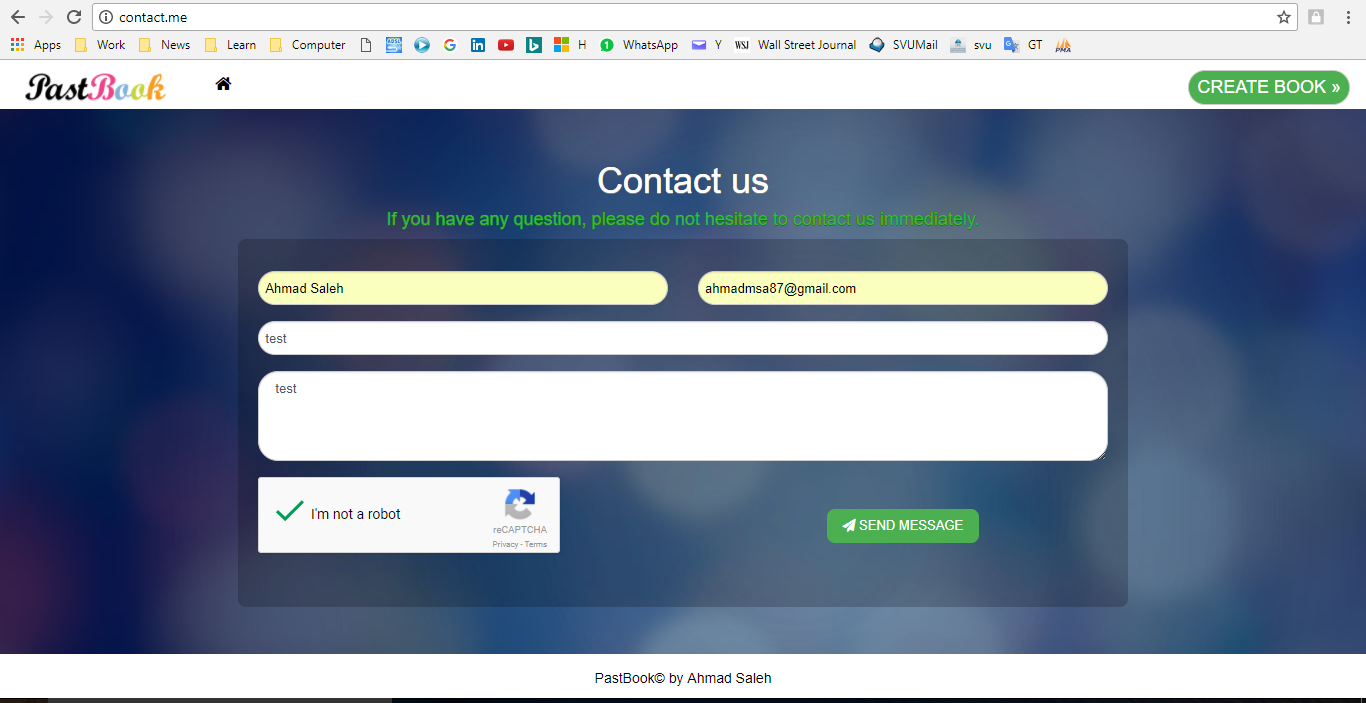 contact.me
Apps Work News Learn Computer H WhatsApp Y WSJ Wall Street Journal SVUMail svu GT PMA
PastBook
CREATE BOOK »
Contact us
If you have any question, please do not hesitate to contact us immediately.
Ahmad Saleh ahmadmsa87@gmail.com
test
test
I'm not a robot
reCAPTCHA
Privacy - Terms
SEND MESSAGE
PastBook© by Ahmad Saleh